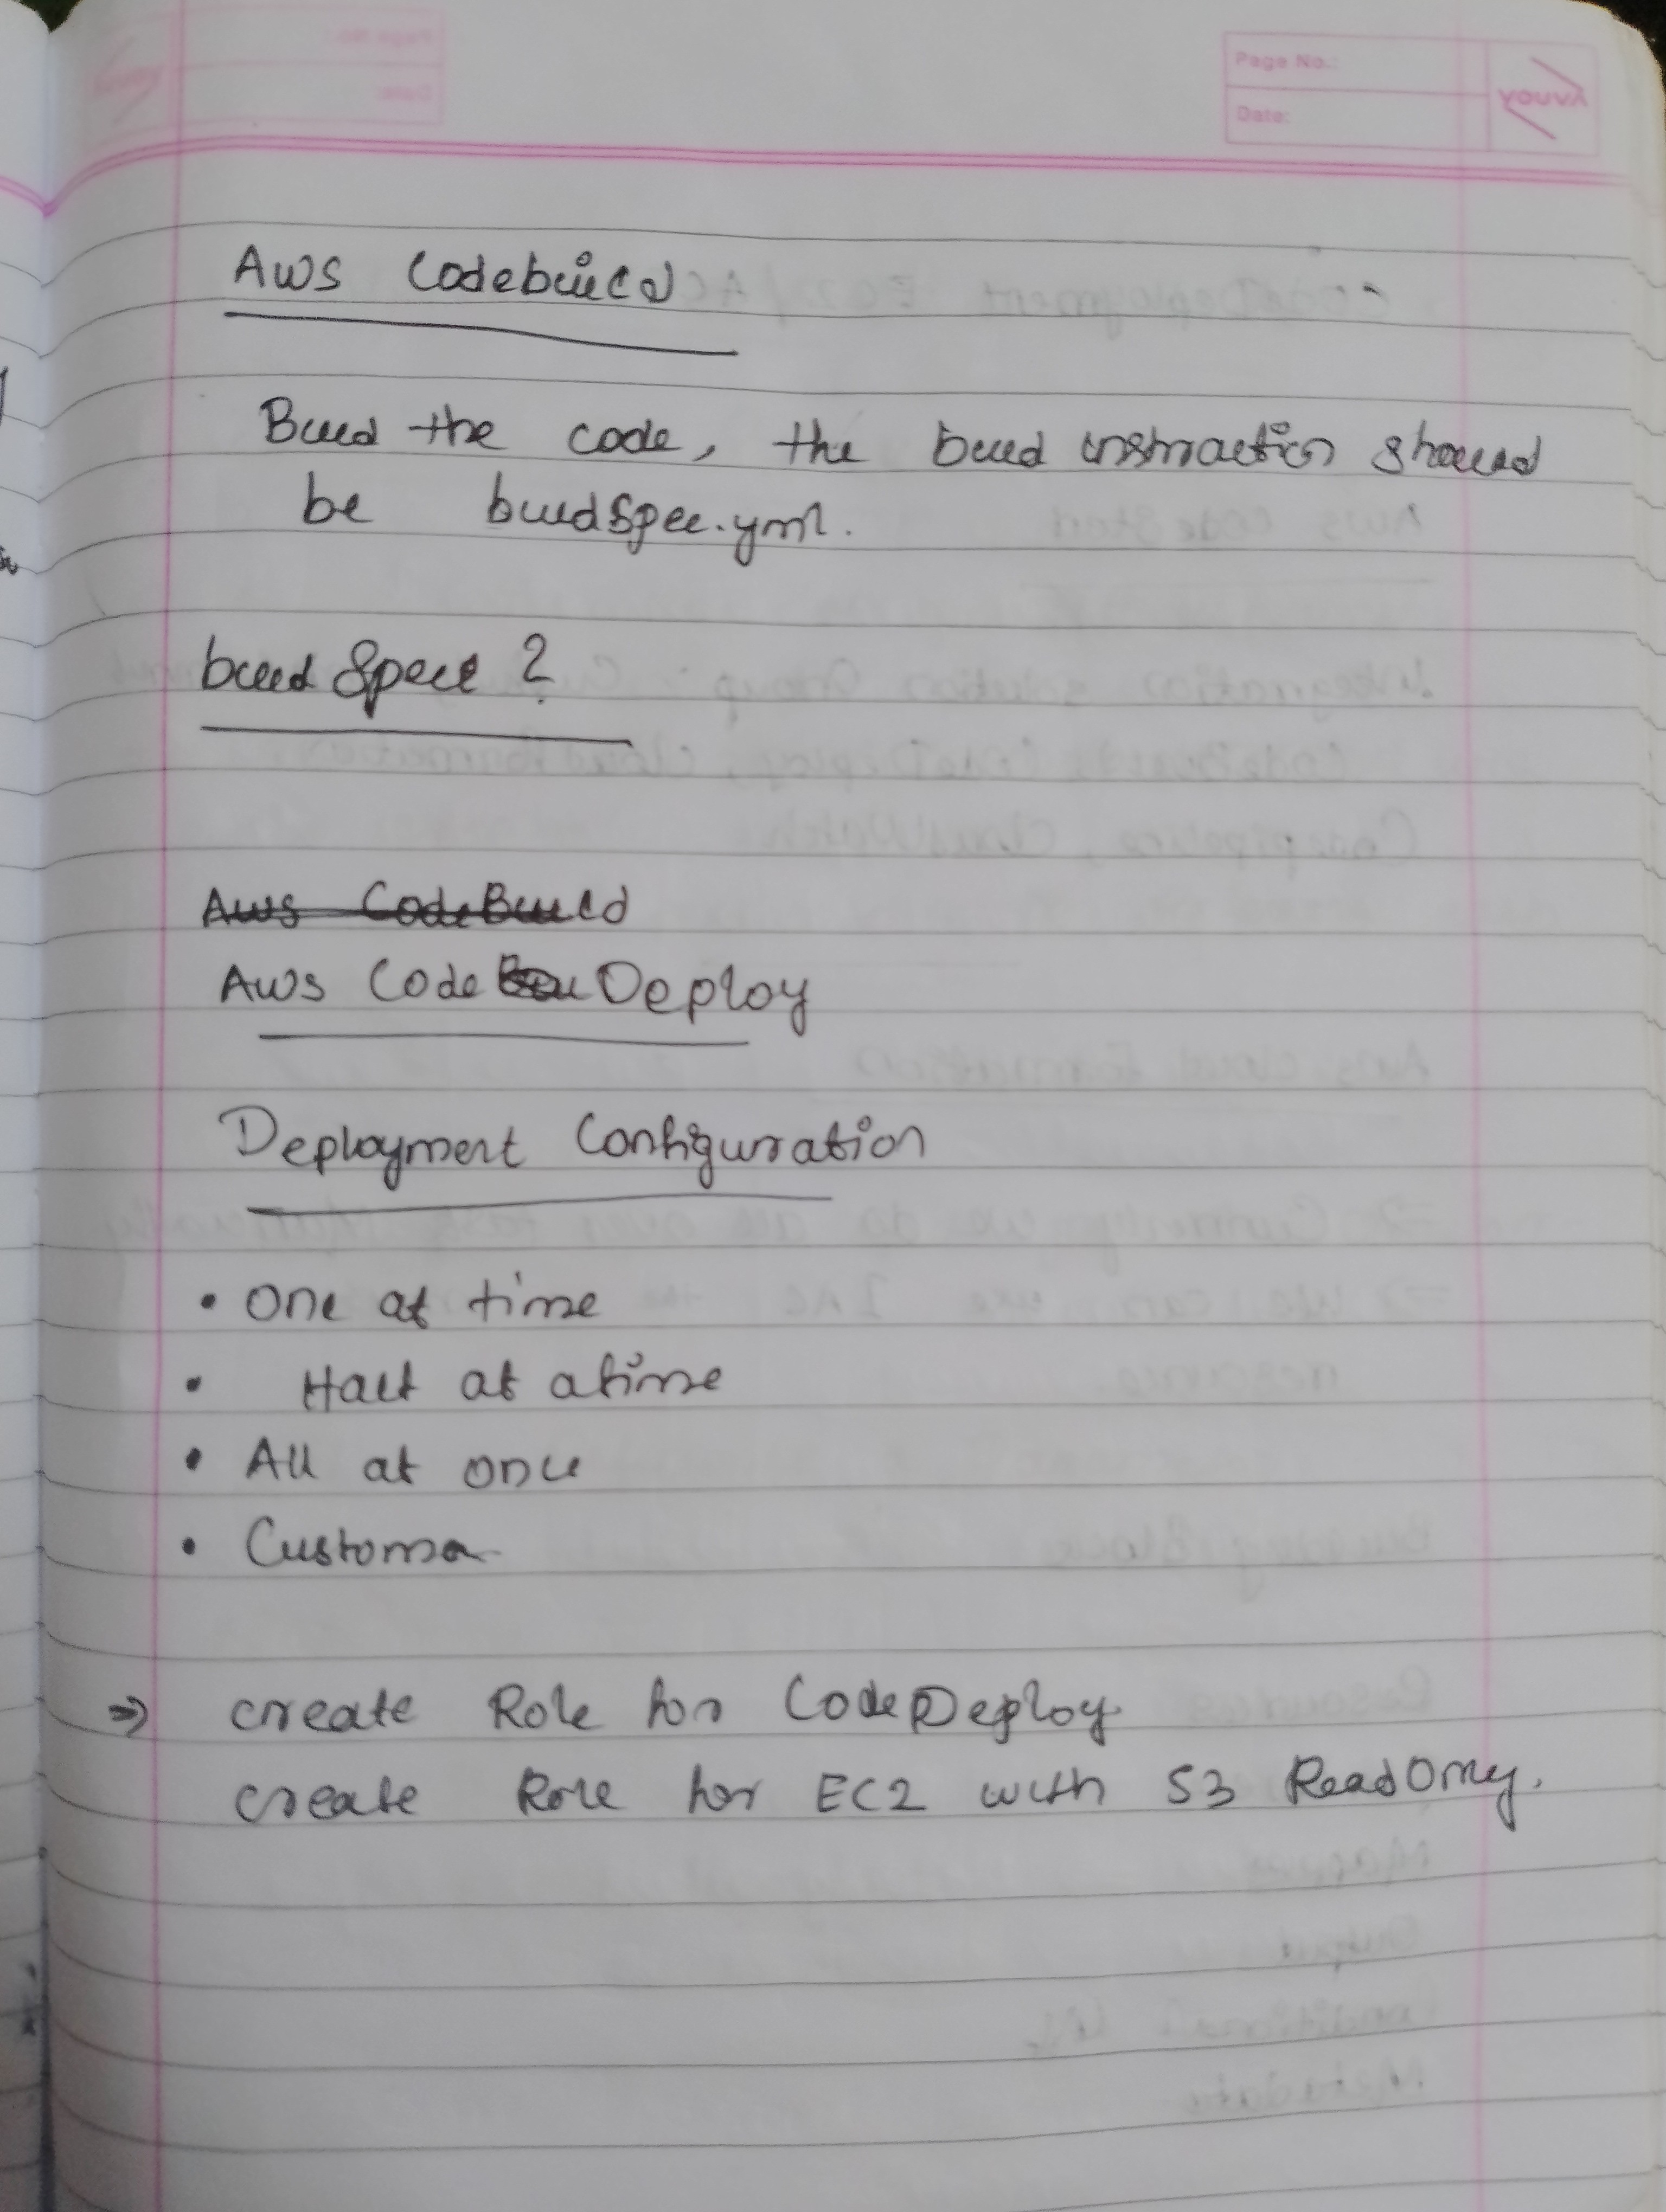 Page No.:
Date:
YOUVA
Aws Codebuild
Build the code, the build instruction should
be buildspec.yml.
build Spec ?
Aws CodeBuild
Aws Code Deploy
Deployment Configuration
• One at time
• Half at a time
• All at once
• Custom
⇒ create Role for CodeDeploy.
create Role for EC2 with S3 ReadOnly.